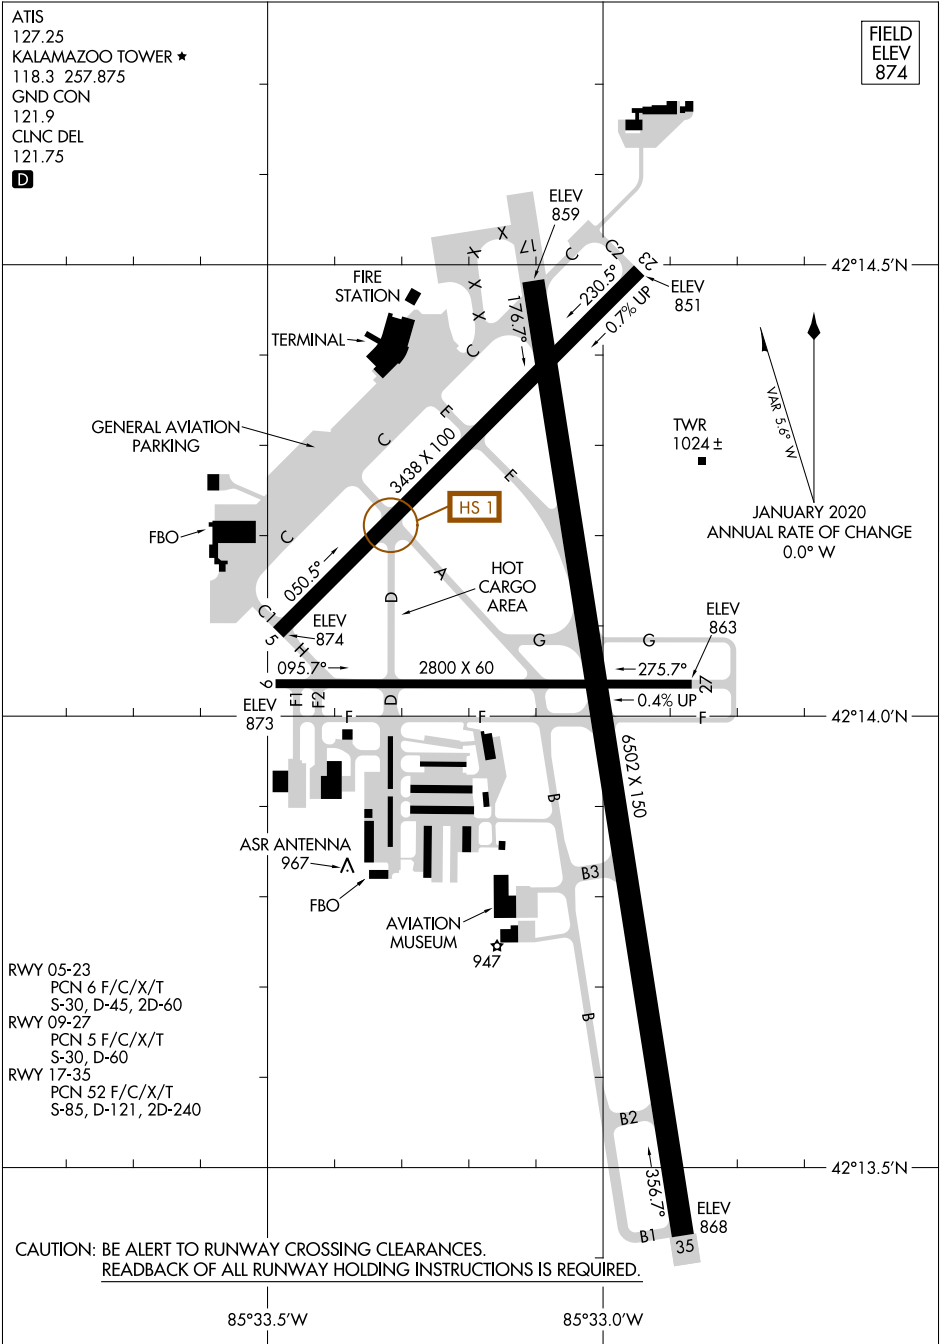 ATIS
127.25
KALAMAZOO TOWER ★
118.3 257.875
GND CON
121.9
CLNC DEL
121.75
D
FIELD
ELEV
874
ELEV
859
X
17
C
C2
23
X
42°14.5'N
FIRE
STATION
230.5°
ELEV
851
X
176.7°
0.7% UP
X
TERMINAL
C
VAR 5.6° W
E
GENERAL AVIATION
PARKING
C
TWR
1024 ±
3438 X 100
E
HS 1
JANUARY 2020
ANNUAL RATE OF CHANGE
0.0° W
FBO
C
HOT
CARGO
AREA
A
050.5°
D
C1
5
ELEV
874
ELEV
863
H
G
G
095.7°
2800 X 60
275.7°
9
27
F1
F2
D
0.4% UP
ELEV
873
F
F
F
42°14.0'N
6502 X 150
B
ASR ANTENNA
967
B3
FBO
AVIATION
MUSEUM
947
RWY 05-23
PCN 6 F/C/X/T
S-30, D-45, 2D-60
RWY 09-27
PCN 5 F/C/X/T
S-30, D-60
RWY 17-35
PCN 52 F/C/X/T
S-85, D-121, 2D-240
B
B2
42°13.5'N
356.7°
ELEV
868
B1
35
CAUTION: BE ALERT TO RUNWAY CROSSING CLEARANCES.
READBACK OF ALL RUNWAY HOLDING INSTRUCTIONS IS REQUIRED.
85°33.5'W
85°33.0'W